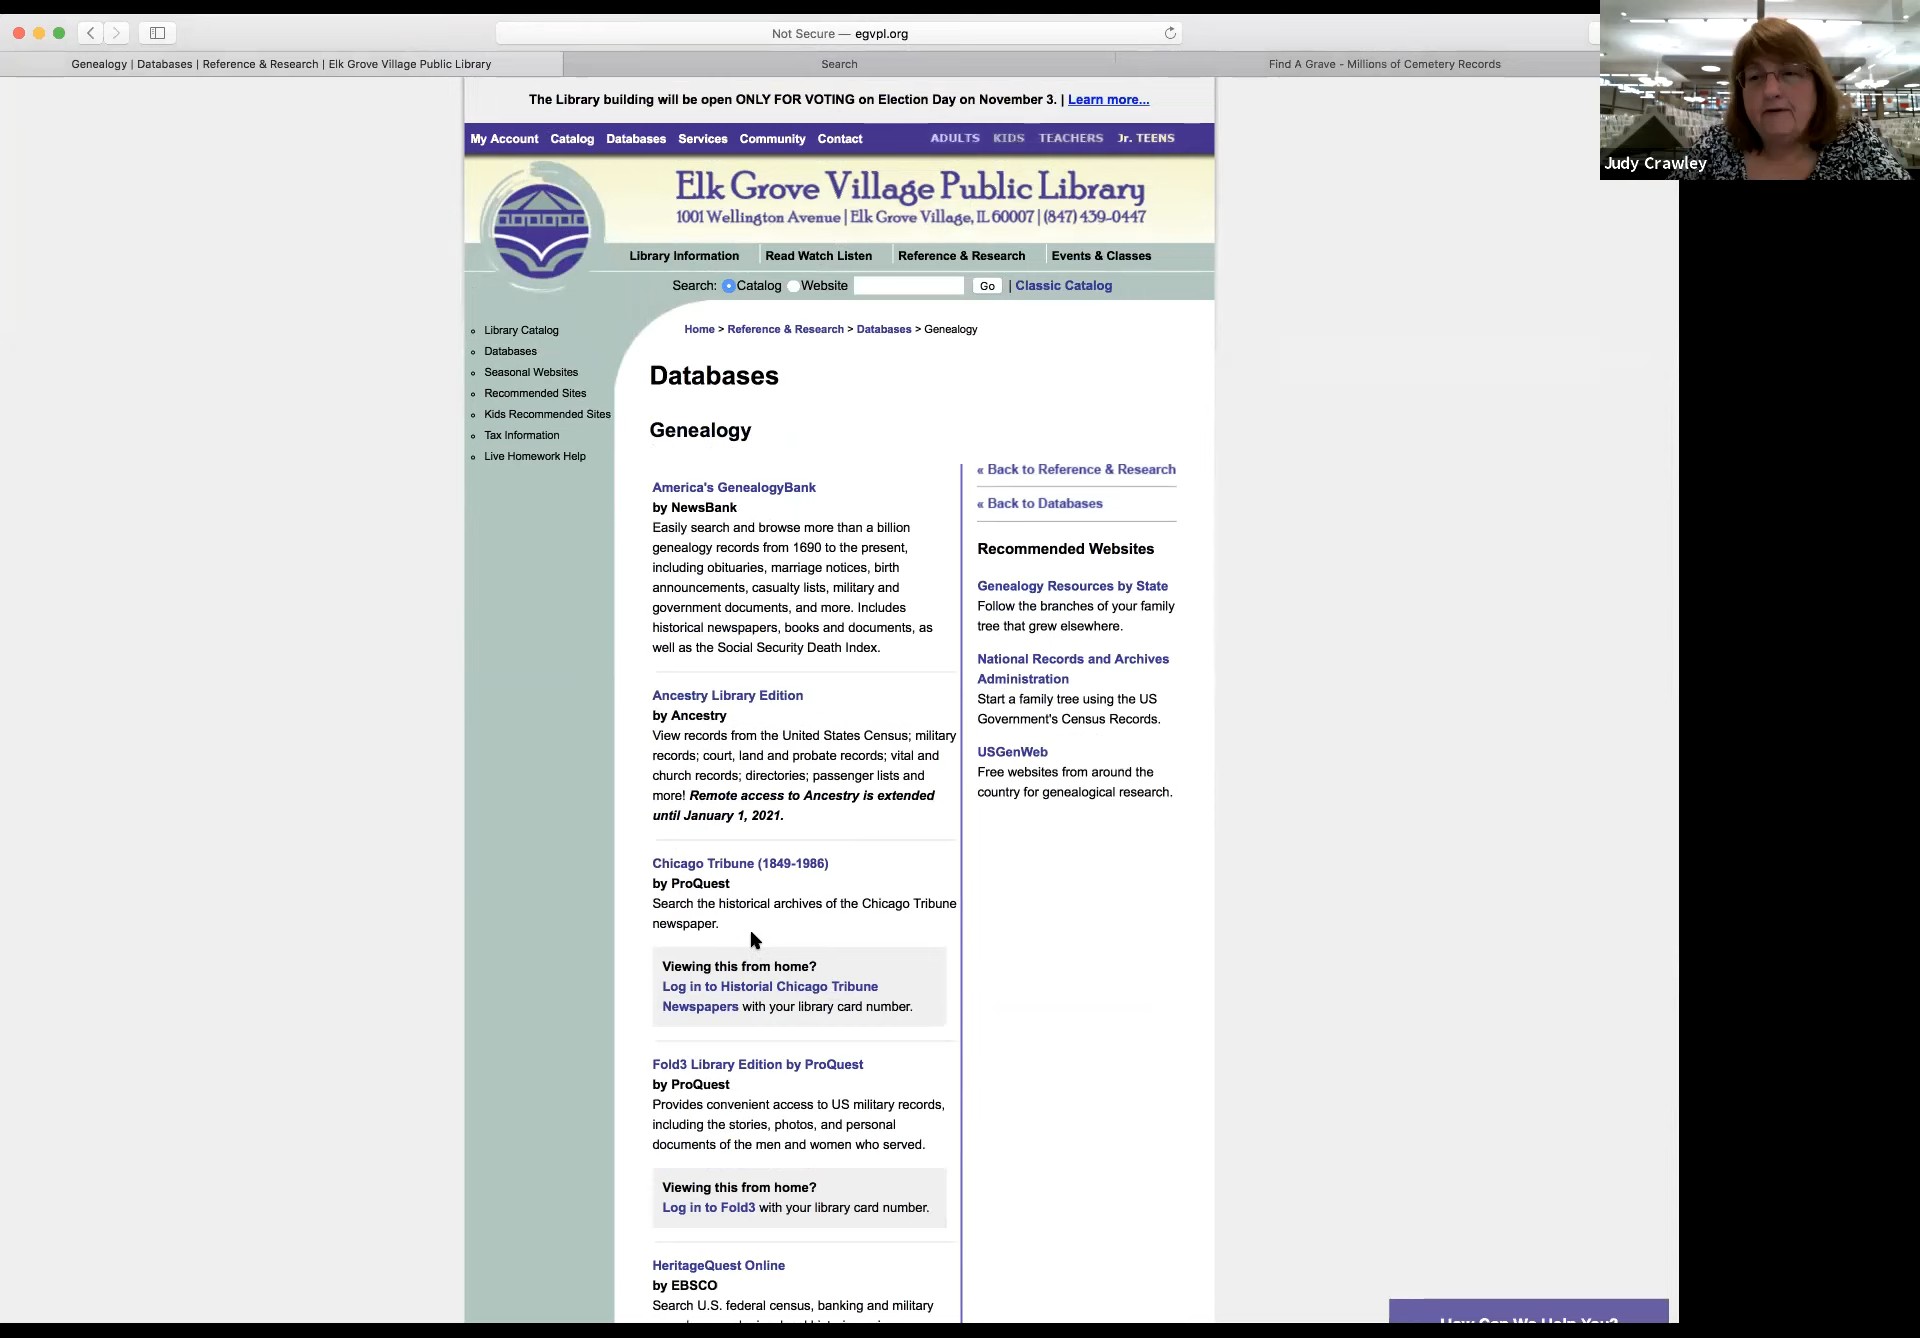 Not Secure — egvpl.org
Genealogy | Databases | Reference & Research | Elk Grove Village Public Library
Search
Find A Grave - Millions of Cemetery Records
Judy Crawley
The Library building will be open ONLY FOR VOTING on Election Day on November 3. | Learn more...
My Account Catalog Databases Services Community Contact ADULTS KIDS TEACHERS Jr. TEENS
Elk Grove Village Public Library
1001 Wellington Avenue | Elk Grove Village, IL 60007 | (847) 439-0447
Library Information Read Watch Listen Reference & Research Events & Classes
Search: Catalog Website Go | Classic Catalog
Library Catalog
Databases
Seasonal Websites
Recommended Sites
Kids Recommended Sites
Tax Information
Live Homework Help
Home > Reference & Research > Databases > Genealogy
Databases
Genealogy
America's GenealogyBank
by NewsBank
Easily search and browse more than a billion
genealogy records from 1690 to the present,
including obituaries, marriage notices, birth
announcements, casualty lists, military and
government documents, and more. Includes
historical newspapers, books and documents, as
well as the Social Security Death Index.
Ancestry Library Edition
by Ancestry
View records from the United States Census; military
records; court, land and probate records; vital and
church records; directories; passenger lists and
more! Remote access to Ancestry is extended
until January 1, 2021.
Chicago Tribune (1849-1986)
by ProQuest
Search the historical archives of the Chicago Tribune
newspaper.
Viewing this from home?
Log in to Historial Chicago Tribune
Newspapers with your library card number.
Fold3 Library Edition by ProQuest
by ProQuest
Provides convenient access to US military records,
including the stories, photos, and personal
documents of the men and women who served.
Viewing this from home?
Log in to Fold3 with your library card number.
HeritageQuest Online
by EBSCO
Search U.S. federal census, banking and military
« Back to Reference & Research
« Back to Databases
Recommended Websites
Genealogy Resources by State
Follow the branches of your family
tree that grew elsewhere.
National Records and Archives
Administration
Start a family tree using the US
Government's Census Records.
USGenWeb
Free websites from around the
country for genealogical research.
How Can We Help You?